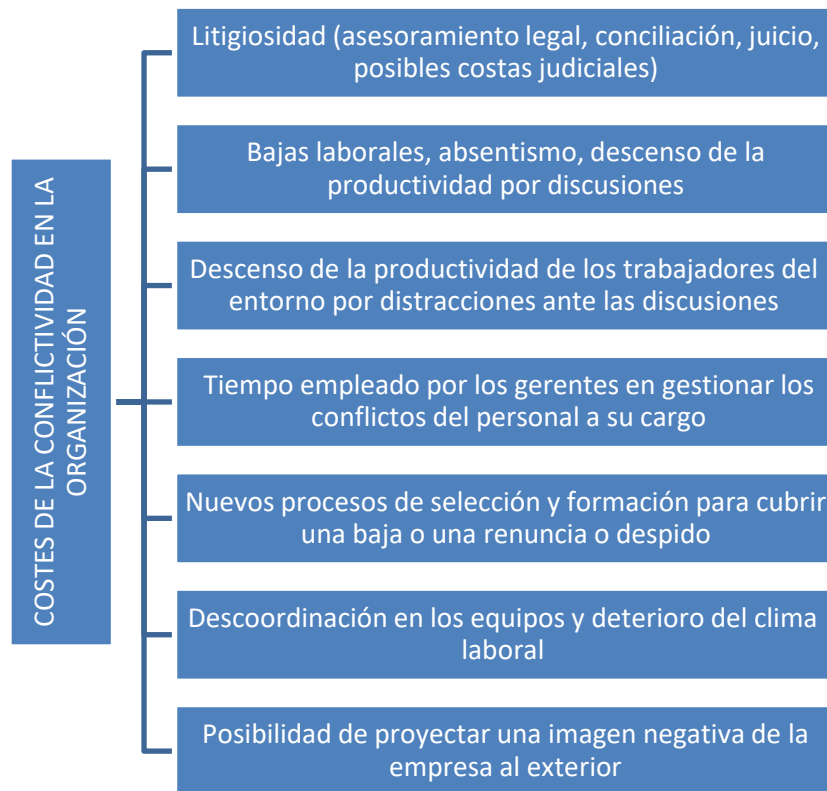 COSTES DE LA CONFLICTIVIDAD EN LA
ORGANIZACIÓN
Litigiosidad (asesoramiento legal, conciliación, juicio,
posibles costas judiciales)
Bajas laborales, absentismo, descenso de la
productividad por discusiones
Descenso de la productividad de los trabajadores del
entorno por distracciones ante las discusiones
Tiempo empleado por los gerentes en gestionar los
conflictos del personal a su cargo
Nuevos procesos de selección y formación para cubrir
una baja o una renuncia o despido
Descoordinación en los equipos y deterioro del clima
laboral
Posibilidad de proyectar una imagen negativa de la
empresa al exterior